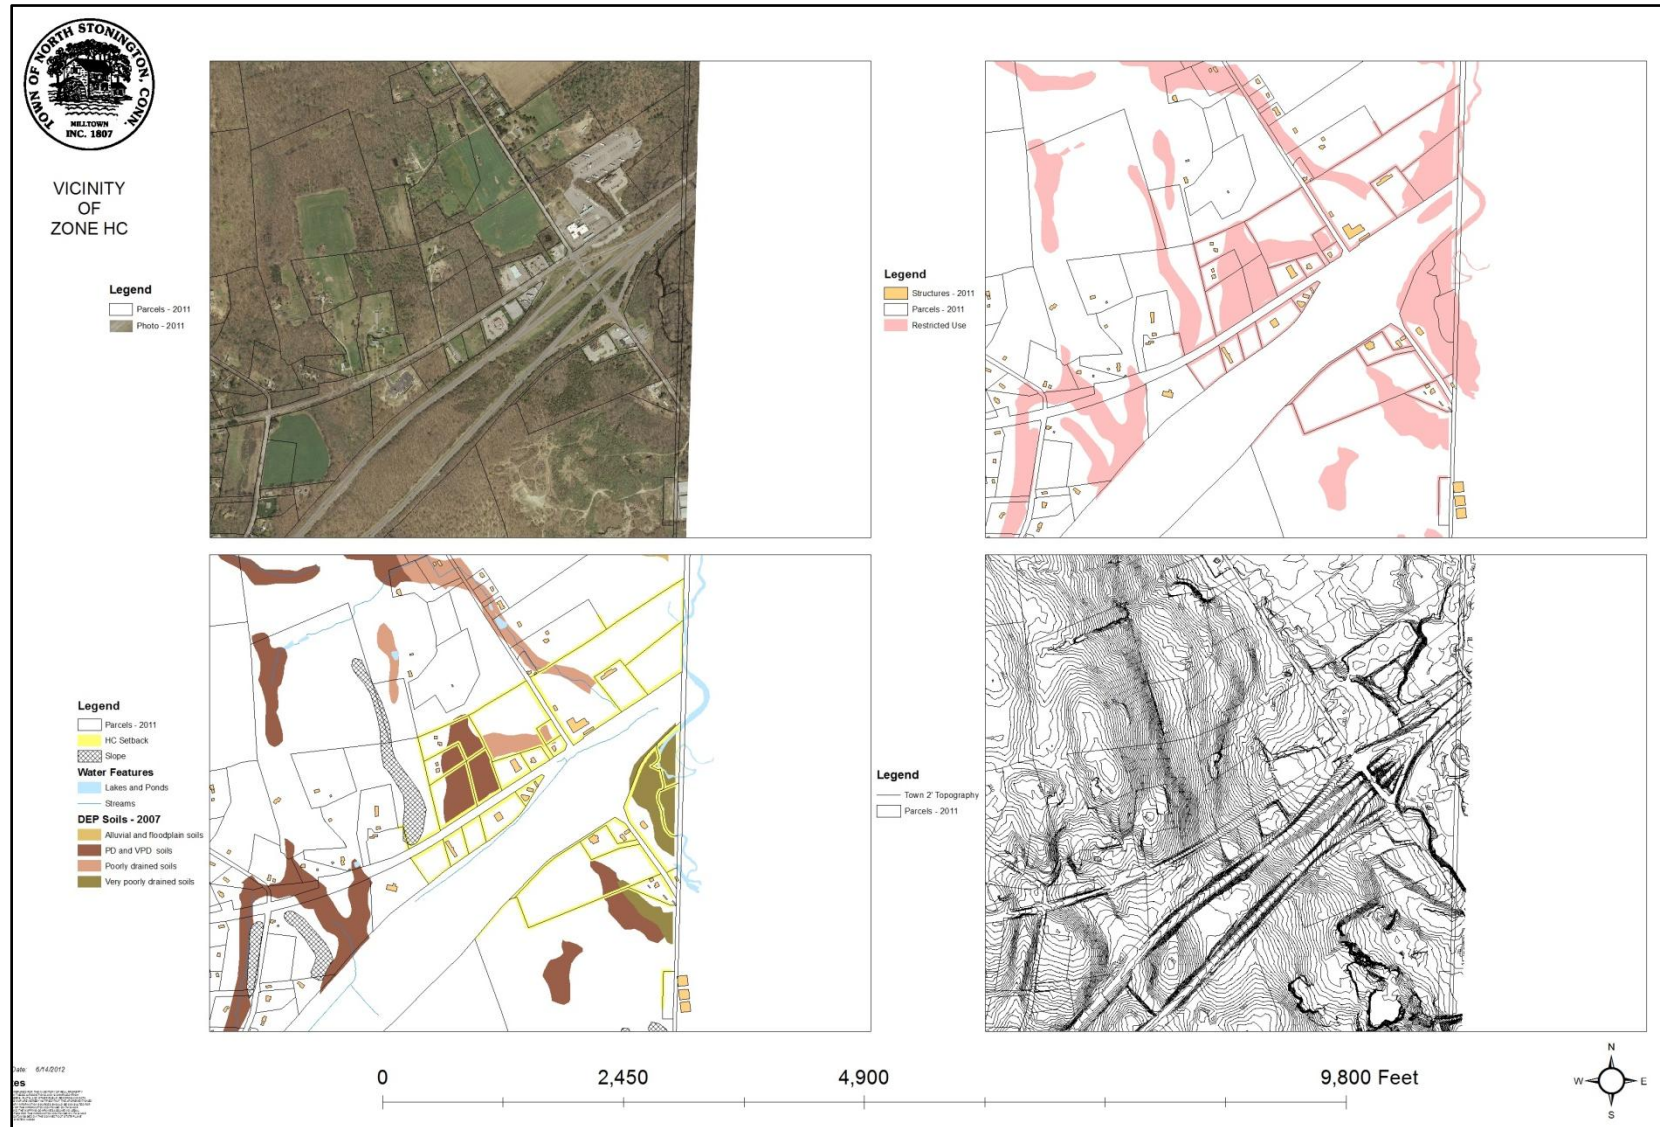 TOWN OF NORTH STONINGTON, CONN.
MILLTOWN
INC. 1807
VICINITY
OF
ZONE HC
Legend
Parcels - 2011
Photo - 2011
Legend
Structures - 2011
Parcels - 2011
Restricted Use
Legend
Parcels - 2011
HC Setback
Slope
Water Features
Lakes and Ponds
Streams
DEP Soils - 2007
Alluvial and floodplain soils
PD and VPD soils
Poorly drained soils
Very poorly drained soils
Legend
Town 2' Topography
Parcels - 2011
Date: 6/14/2012
0 2,450 4,900 9,800 Feet
N
W E
S